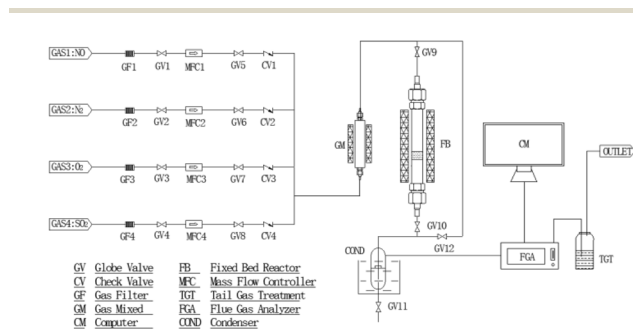 GAS1:NO
GF1 GV1 MFC1 GV5 CV1
GAS2:N₂
GF2 GV2 MFC2 GV6 CV2
GAS3:O₂
GF3 GV3 MFC3 GV7 CV3
GAS4:SO₂
GF4 GV4 MFC4 GV8 CV4
GV9
GM
FB
CM
OUTLET
GV10
GV12
COND
FGA
TGT
GV11
GV Globe Valve FB Fixed Bed Reactor
CV Check Valve MFC Mass Flow Controller
GF Gas Filter TGT Tail Gas Treatment
GM Gas Mixed FGA Flue Gas Analyzer
CM Computer COND Condenser